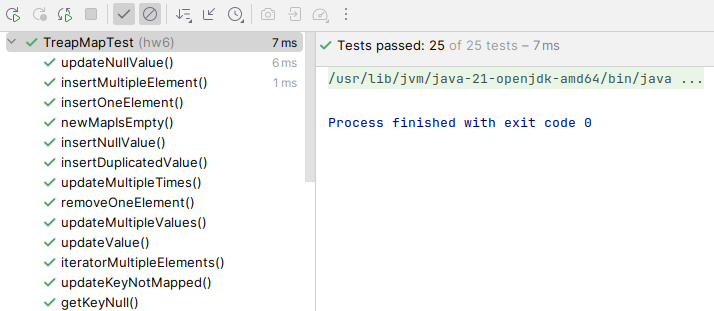 TreapMapTest (hw6) 7 ms
updateNullValue() 6 ms
insertMultipleElement() 1 ms
insertOneElement()
newMapIsEmpty()
insertNullValue()
insertDuplicatedValue()
updateMultipleTimes()
removeOneElement()
updateMultipleValues()
updateValue()
iteratorMultipleElements()
updateKeyNotMapped()
getKeyNull()
Tests passed: 25 of 25 tests – 7 ms
/usr/lib/jvm/java-21-openjdk-amd64/bin/java ...
Process finished with exit code 0